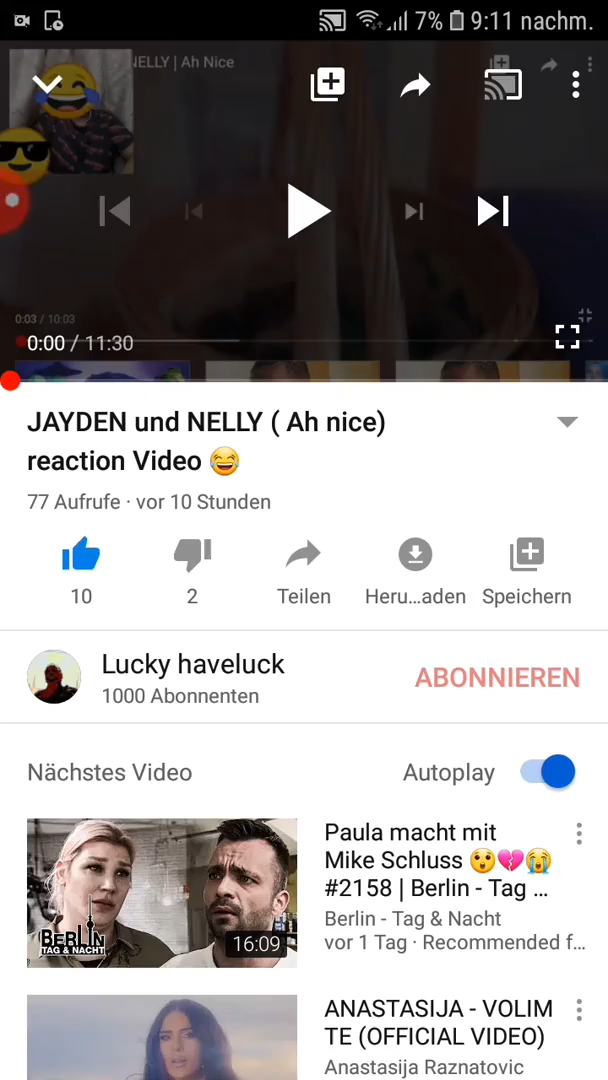 7% 9:11 nachm.
NELLY | Ah Nice
0:03 / 10:03
0:00 / 11:30
JAYDEN und NELLY ( Ah nice)
reaction Video 😂
77 Aufrufe · vor 10 Stunden
10
2
Teilen
Heru...aden
Speichern
Lucky haveluck
1000 Abonnenten
ABONNIEREN
Nächstes Video
Autoplay
BERLIN
TAG & NACHT
16:09
Paula macht mit
Mike Schluss 😯💔😭
#2158 | Berlin - Tag ...
Berlin - Tag & Nacht
vor 1 Tag · Recommended f...
ANASTASIJA - VOLIM
TE (OFFICIAL VIDEO)
Anastasija Raznatovic